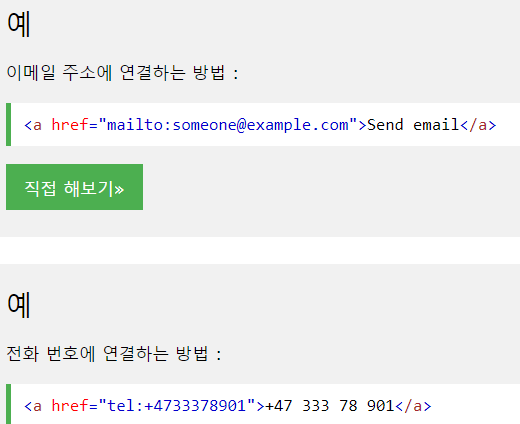 예
이메일 주소에 연결하는 방법 :
<a href="mailto:someone@example.com">Send email</a>
직접 해보기»
예
전화 번호에 연결하는 방법 :
<a href="tel:+4733378901">+47 333 78 901</a>